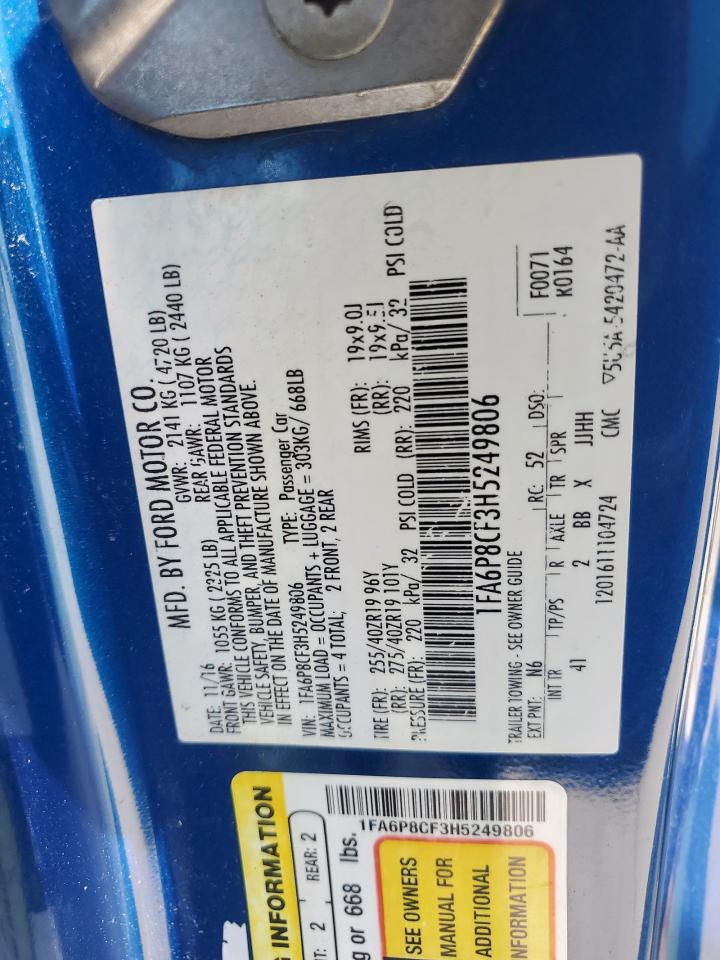 MFD. BY FORD MOTOR CO.
DATE: 11/16 GVWR: 2141 KG ( 4720 LB)
FRONT GAWR: 1055 KG ( 2325 LB) REAR GAWR: 1107 KG ( 2440 LB)
THIS VEHICLE CONFORMS TO ALL APPLICABLE FEDERAL MOTOR
VEHICLE SAFETY, BUMPER, AND THEFT PREVENTION STANDARDS
IN EFFECT ON THE DATE OF MANUFACTURE SHOWN ABOVE.
VIN: 1FA6P8CF3H5249806 TYPE: Passenger Car
MAXIMUM LOAD = OCCUPANTS + LUGGAGE = 303KG/ 668LB
OCCUPANTS = 4 TOTAL; 2 FRONT, 2 REAR
TIRE (FR): 255/40ZR19 96Y RIMS (FR): 19x9.0J
(RR): 275/40ZR19 101Y (RR): 19x9.5J
PRESSURE (FR): 220 kPa/ 32 PSI COLD (RR): 220 kPa/ 32 PSI COLD
1FA6P8CF3H5249806
TRAILER TOWING - SEE OWNER GUIDE
EXT PNT: N6 RC: 52 DSO: F0071
K0164
INT TR TP/PS R AXLE TR SPR
41 2 BB X JJHH
1201611104724 CMC 5420472-AA
INFORMATION
2 REAR: 2
or 668 lbs.
1FA6P8CF3H5249806
SEE OWNERS
MANUAL FOR
ADDITIONAL
INFORMATION